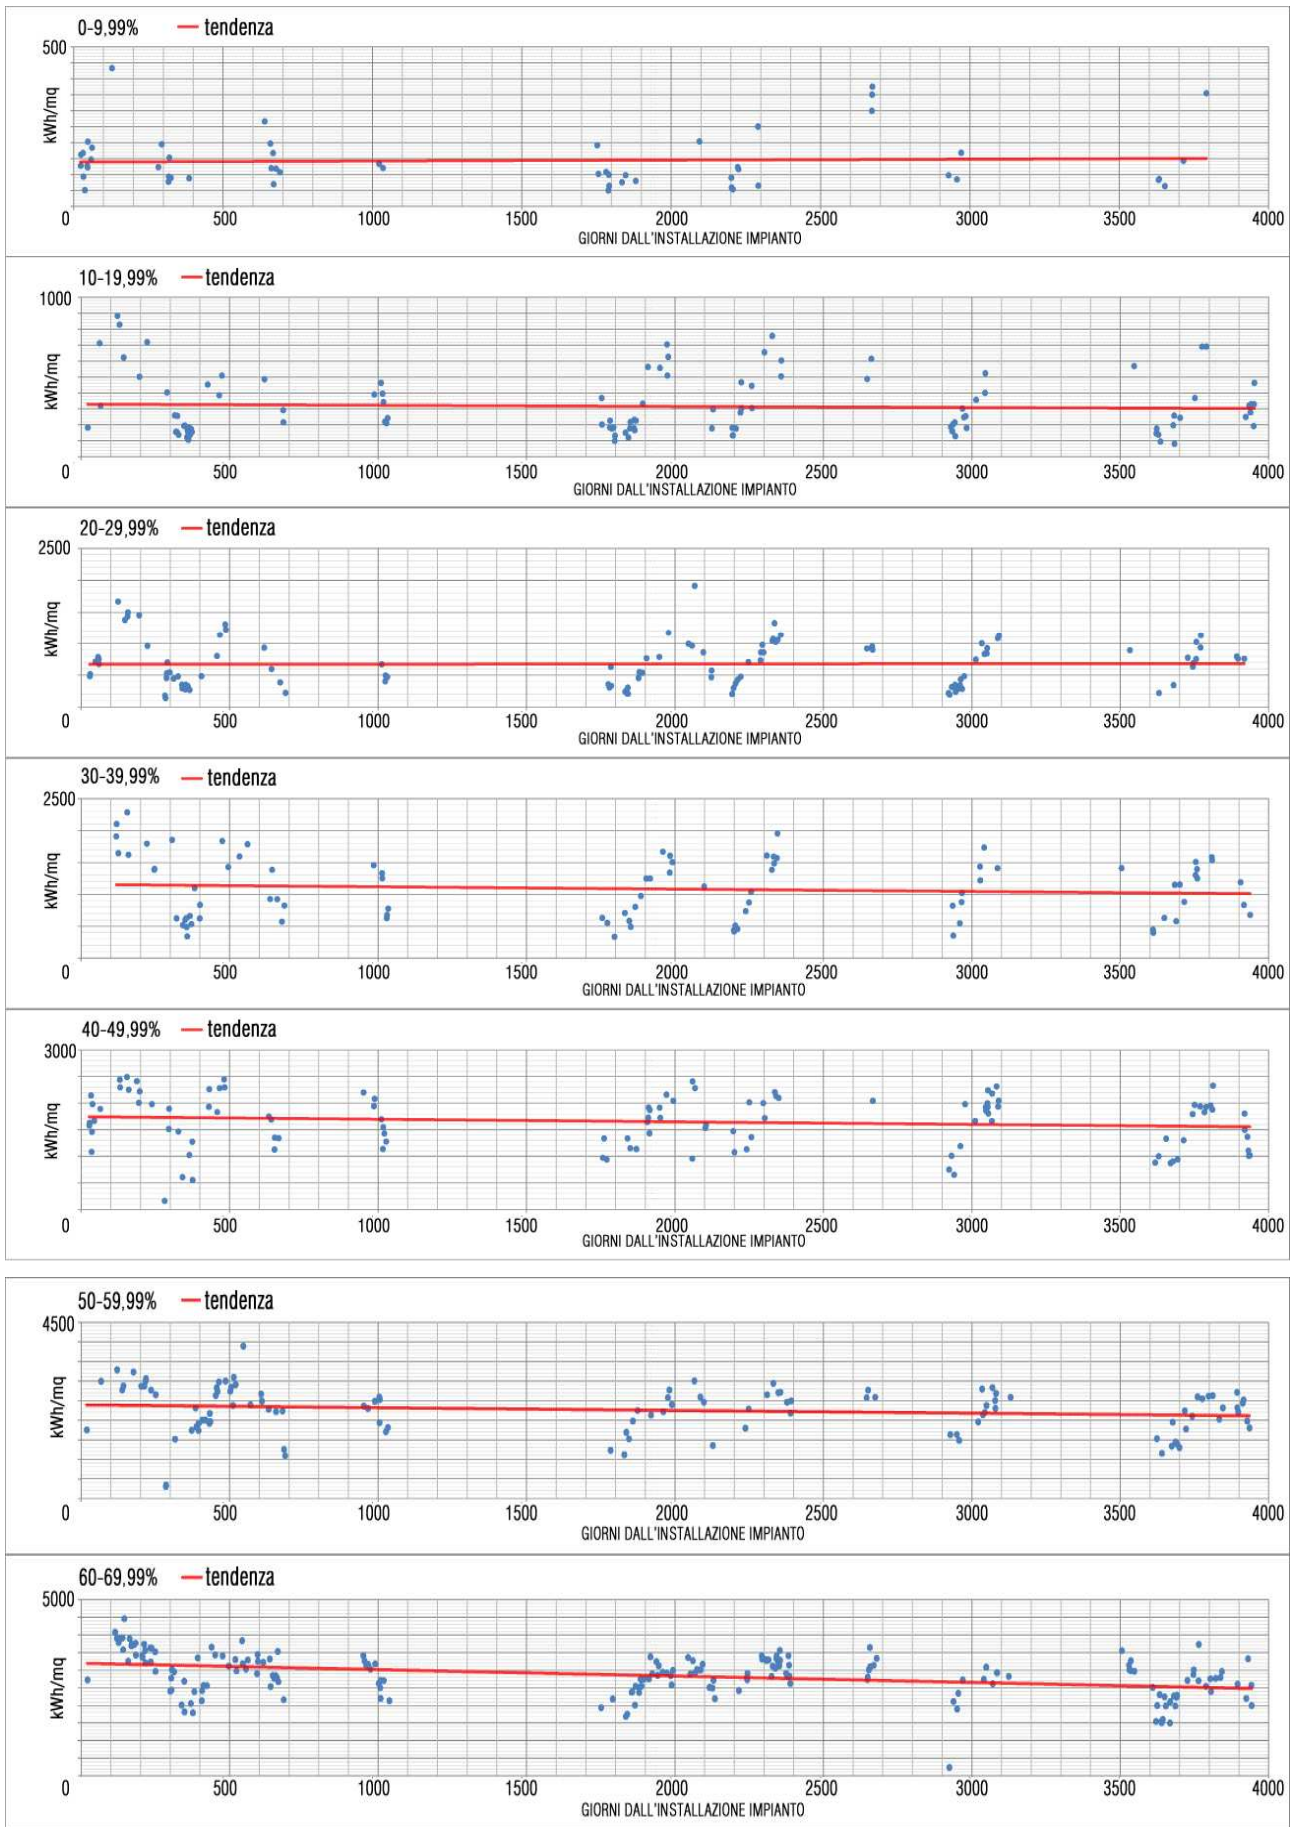 0-9,99% tendenza
500
kWh/mq
0 500 1000 1500 2000 2500 3000 3500 4000
GIORNI DALL'INSTALLAZIONE IMPIANTO
10-19,99% tendenza
1000
kWh/mq
0 500 1000 1500 2000 2500 3000 3500 4000
GIORNI DALL'INSTALLAZIONE IMPIANTO
20-29,99% tendenza
2500
kWh/mq
0 500 1000 1500 2000 2500 3000 3500 4000
GIORNI DALL'INSTALLAZIONE IMPIANTO
30-39,99% tendenza
2500
kWh/mq
0 500 1000 1500 2000 2500 3000 3500 4000
GIORNI DALL'INSTALLAZIONE IMPIANTO
40-49,99% tendenza
3000
kWh/mq
0 500 1000 1500 2000 2500 3000 3500 4000
GIORNI DALL'INSTALLAZIONE IMPIANTO
50-59,99% tendenza
4500
kWh/mq
0 500 1000 1500 2000 2500 3000 3500 4000
GIORNI DALL'INSTALLAZIONE IMPIANTO
60-69,99% tendenza
5000
kWh/mq
0 500 1000 1500 2000 2500 3000 3500 4000
GIORNI DALL'INSTALLAZIONE IMPIANTO